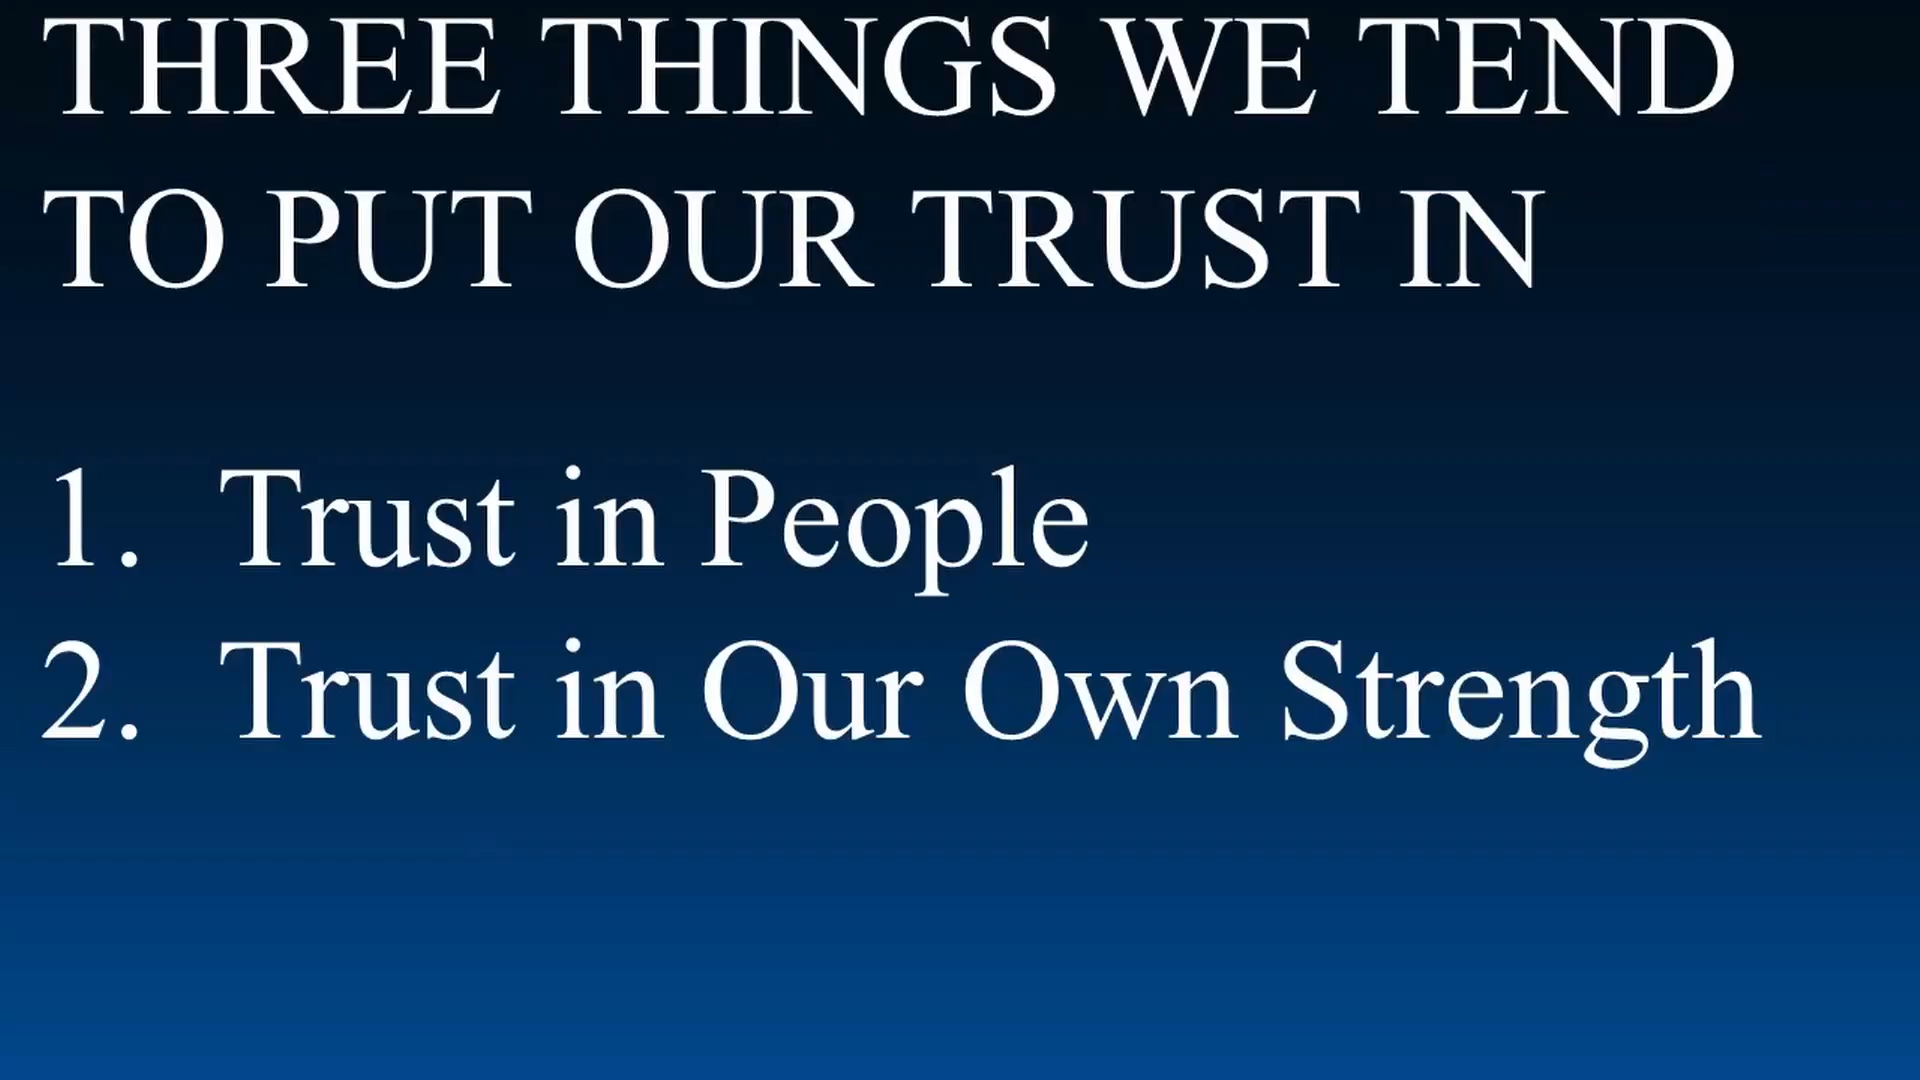 THREE THINGS WE TEND
TO PUT OUR TRUST IN
1. Trust in People
2. Trust in Our Own Strength